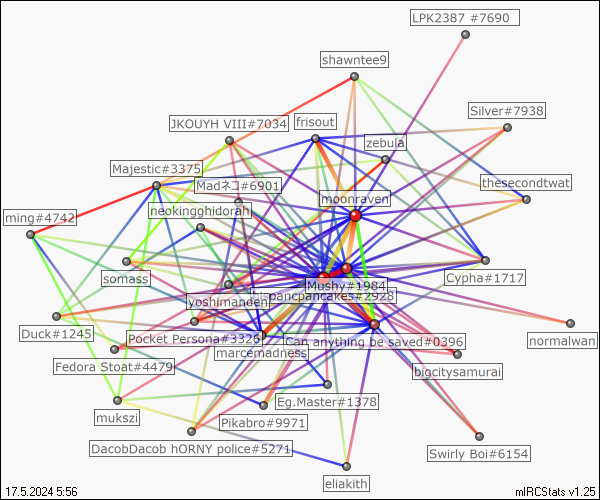 LPK2387 #7690
shawntee9
Silver#7938
JKOUYH VIII#7034
frisout
zebula
Majestic#3375
Madネコ#6901
thesecondtwat
moonraven
neokingghidorah
ming#4742
somass
Cypha#1717
Mushy#1984
hispancpancakes#2928
yoshimanden
Duck#1245
Pocket Persona#3326
Can anything be saved#0396
normalwan
marcemadness
Fedora Stoat#4479
bigcitysamurai
Eg.Master#1378
mukszi
Pikabro#9971
DacobDacob hORNY police#5271
Swirly Boi#6154
eliakith
17.5.2024 5:56
mIRCStats v1.25